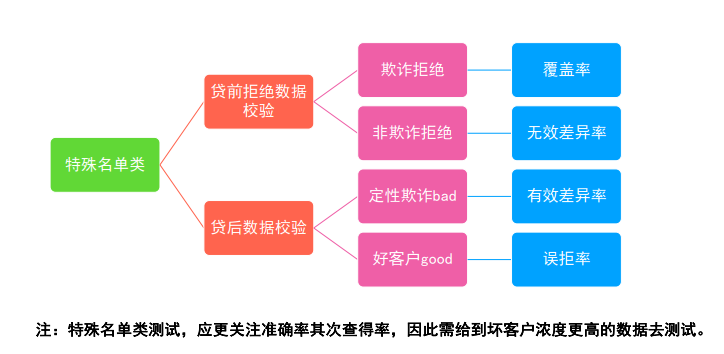 特殊名单类
贷前拒绝数据
校验
欺诈拒绝
覆盖率
非欺诈拒绝
无效差异率
贷后数据校验
定性欺诈bad
有效差异率
好客户good
误拒率
注：特殊名单类测试，应更关注准确率其次查得率，因此需给到坏客户浓度更高的数据去测试。